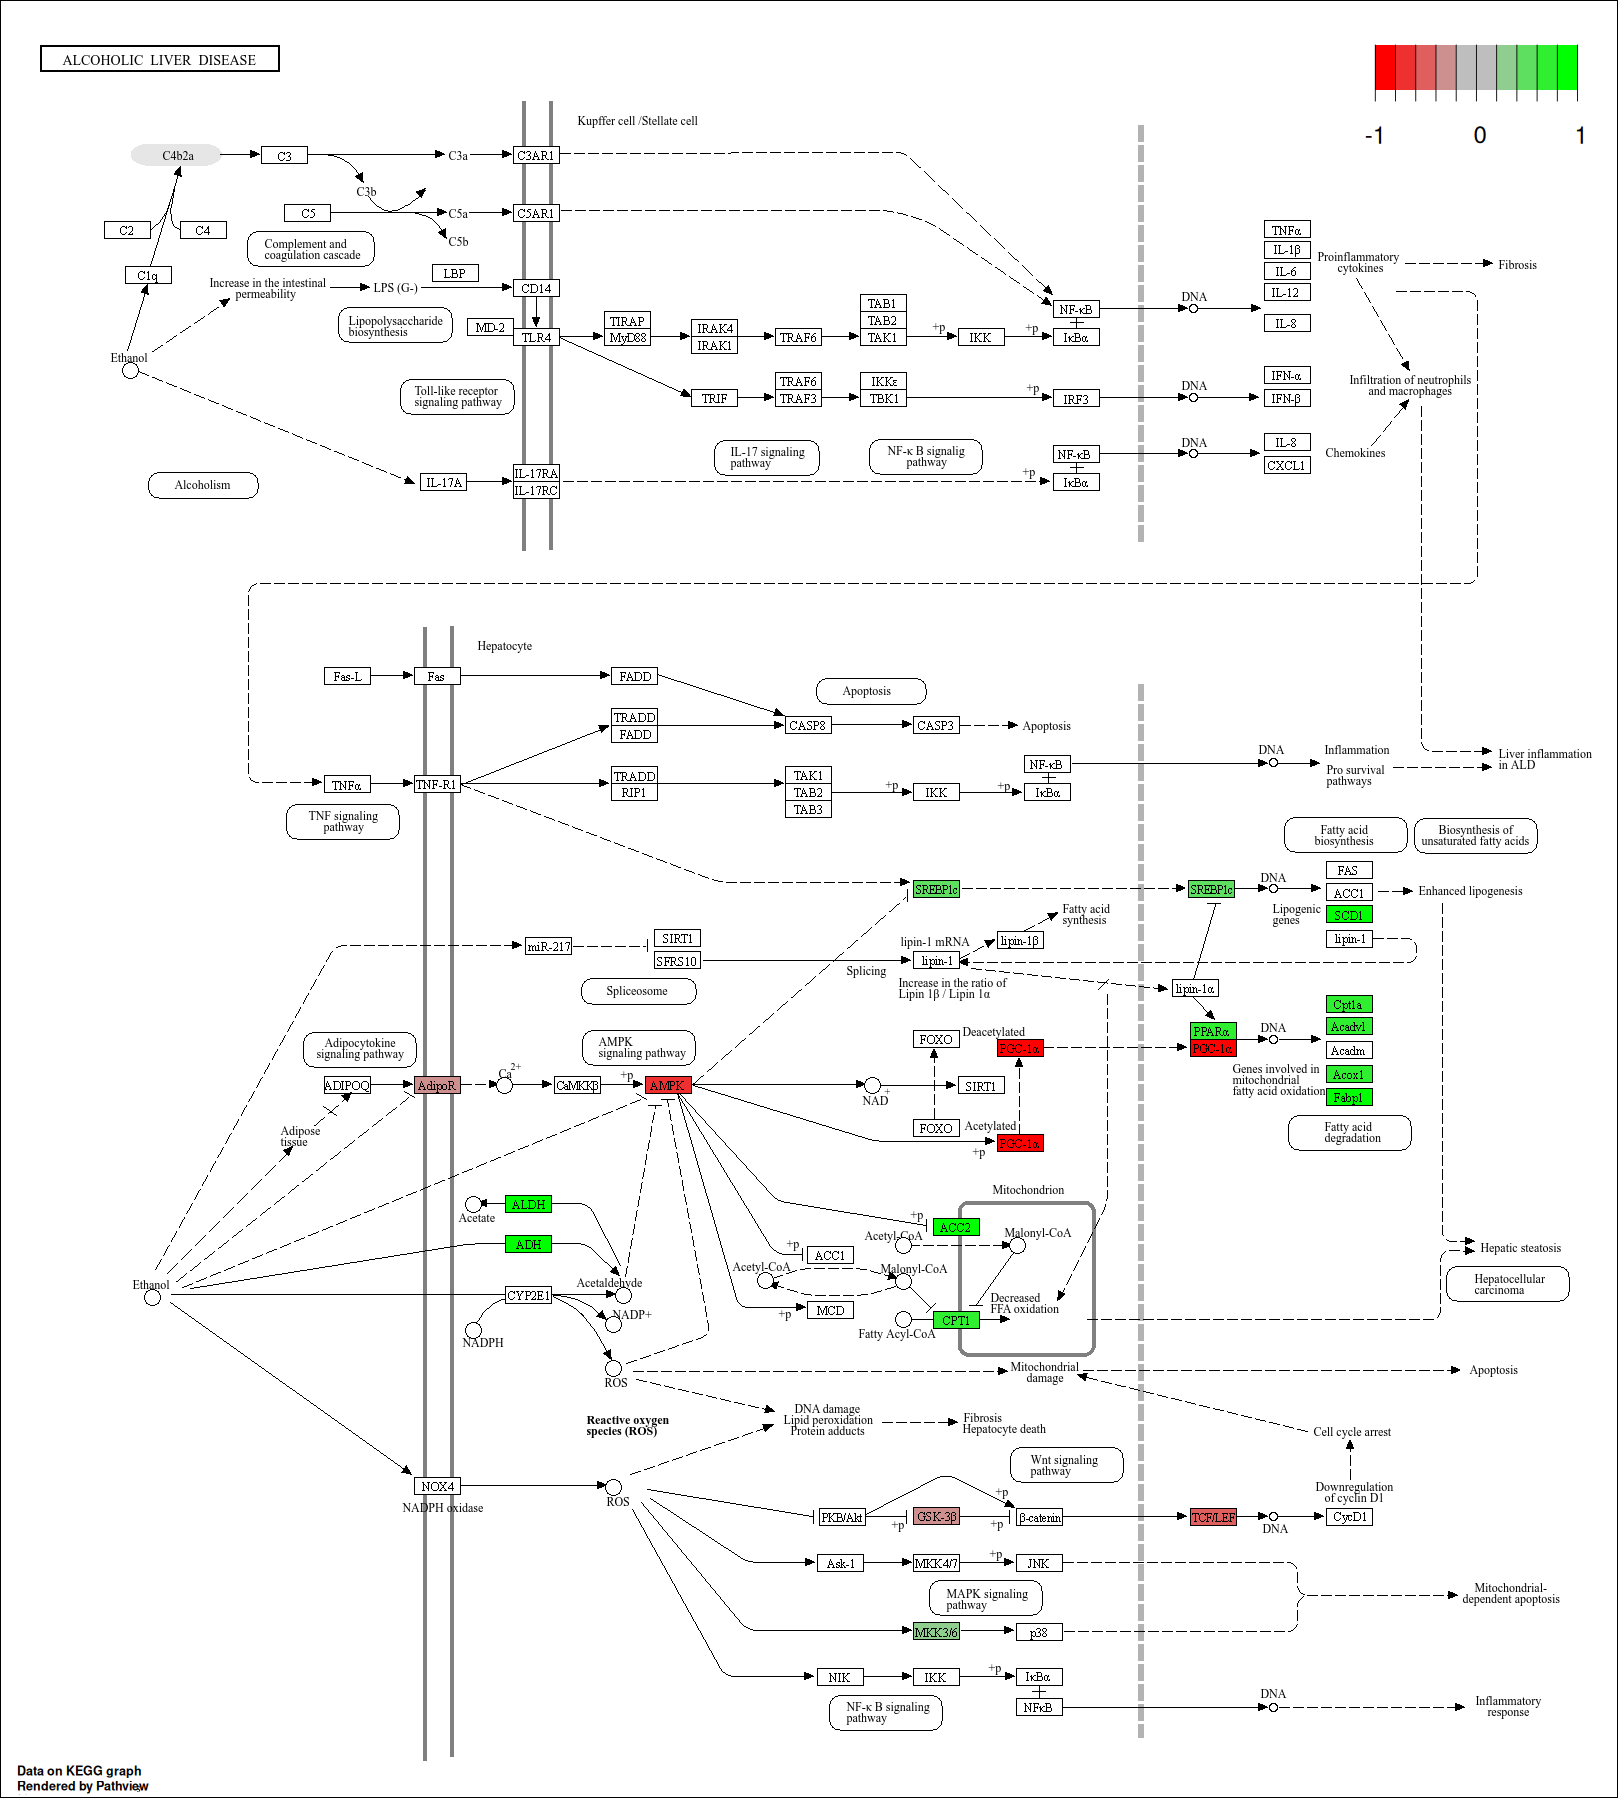 ALCOHOLIC LIVER DISEASE
-1
0
1
Kupffer cell /Stellate cell
C4b2a
C3
C3a
C3AR1
C3b
C5
C5a
C5AR1
C5b
C2
C4
Complement and
coagulation cascade
C1q
LBP
Increase in the intestinal
permeability
LPS (G-)
CD14
Lipopolysaccharide
biosynthesis
MD-2
TLR4
TIRAP
MyD88
IRAK4
IRAK1
TRAF6
TAB1
TAB2
TAK1
+p
IKK
+p
NF-κB
IκBα
DNA
TNFα
IL-1β
IL-6
IL-12
IL-8
Proinflammatory
cytokines
Fibrosis
Ethanol
Toll-like receptor
signaling pathway
TRIF
TRAF6
TRAF3
IKKε
TBK1
+p
IRF3
DNA
IFN-α
IFN-β
Infiltration of neutrophils
and macrophages
IL-17 signaling
pathway
NF-κ B signalig
pathway
NF-κB
IκBα
DNA
IL-8
CXCL1
Chemokines
Alcoholism
IL-17A
IL-17RA
IL-17RC
+p
Hepatocyte
Fas-L
Fas
FADD
Apoptosis
TRADD
FADD
CASP8
CASP3
Apoptosis
TNFα
TNF-R1
TRADD
RIP1
TAK1
TAB2
TAB3
+p
IKK
+p
NF-κB
IκBα
DNA
Inflammation
Pro survival
pathways
Liver inflammation
in ALD
TNF signaling
pathway
Fatty acid
biosynthesis
Biosynthesis of
unsaturated fatty acids
SREBP1c
SREBP1c
DNA
FAS
ACC1
Enhanced lipogenesis
Lipogenic
genes
SCD1
lipin-1
Fatty acid
synthesis
miR-217
SIRT1
SFRS10
lipin-1 mRNA
lipin-1β
lipin-1
Splicing
Increase in the ratio of
Lipin 1β / Lipin 1α
lipin-1α
Spliceosome
Adipocytokine
signaling pathway
AMPK
signaling pathway
FOXO
Deacetylated
PGC-1α
PPARα
PGC-1α
DNA
Cpt1a
Acadvl
Acadm
Acox1
Fabp1
Genes involved in
mitochondrial
fatty acid oxidation
Fatty acid
degradation
ADIPOQ
AdipoR
Ca2+
CaMKKβ
+p
AMPK
NAD+
SIRT1
FOXO
Acetylated
PGC-1α
+p
Adipose
tissue
Mitochondrion
Acetate
ALDH
ADH
+p
ACC2
Acetyl-CoA
Malonyl-CoA
+p
ACC1
Acetyl-CoA
Malonyl-CoA
Ethanol
CYP2E1
Acetaldehyde
NADP+
NADPH
+p
MCD
Decreased
FFA oxidation
Fatty Acyl-CoA
CPT1
Hepatic steatosis
Hepatocellular
carcinoma
ROS
Mitochondrial
damage
Apoptosis
Reactive oxygen
species (ROS)
DNA damage
Lipid peroxidation
Protein adducts
Fibrosis
Hepatocyte death
Cell cycle arrest
Wnt signaling
pathway
NOX4
NADPH oxidase
ROS
Downregulation
of cyclin D1
PKB/Akt
+p
GSK-3β
+p
+p
β-catenin
TCF/LEF
DNA
CycD1
Ask-1
MKK4/7
+p
JNK
MAPK signaling
pathway
MKK3/6
p38
Mitochondrial-
dependent apoptosis
NIK
IKK
+p
IκBα
NFκB
NF-κ B signaling
pathway
DNA
Inflammatory
response
Data on KEGG graph
Rendered by Pathview